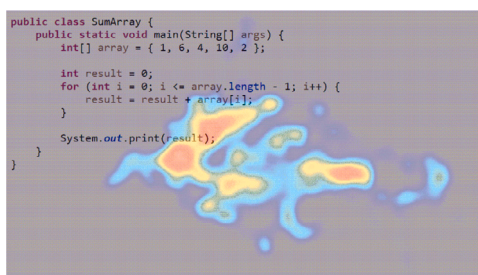 public class SumArray {
public static void main(String[] args) {
int[] array = { 1, 6, 4, 10, 2 };
int result = 0;
for (int i = 0; i <= array.length - 1; i++) {
result = result + array[i];
}
System.out.print(result);
}
}